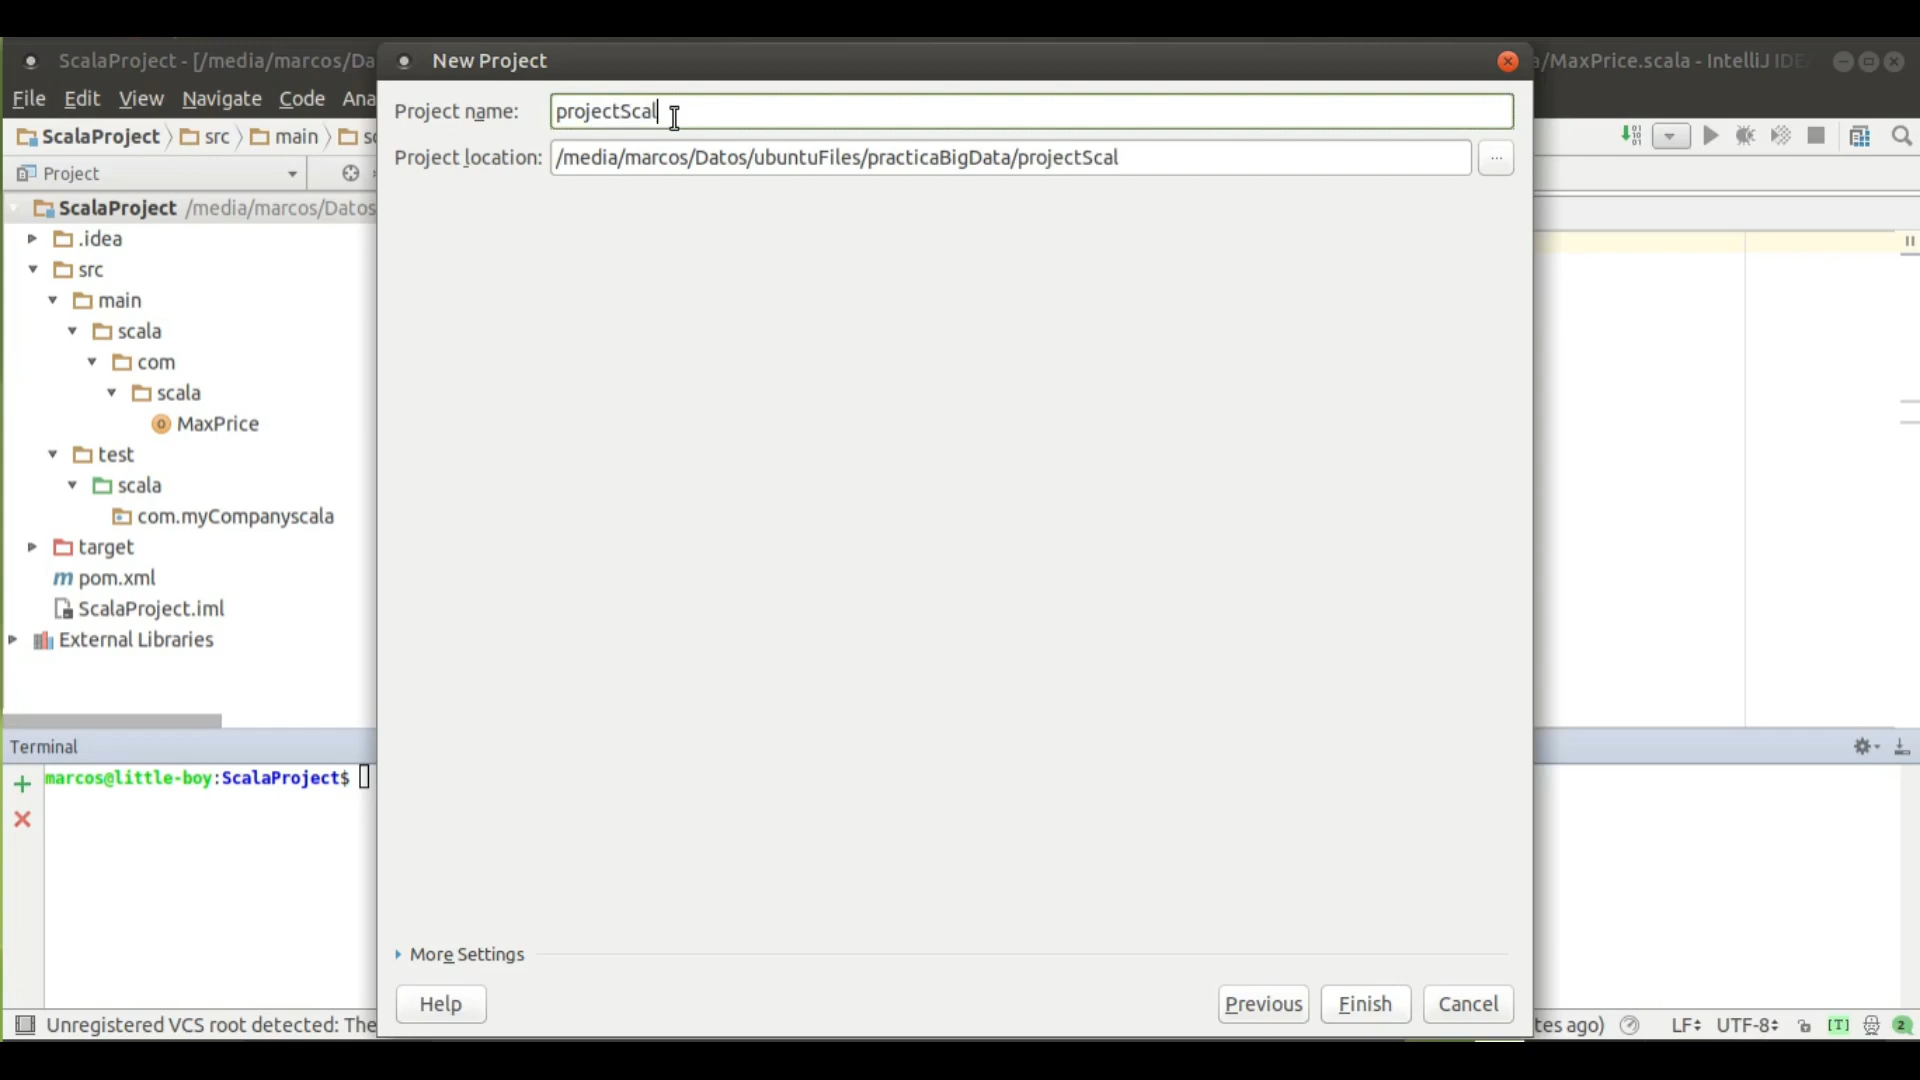 ScalaProject - [/media/marcos/Da
New Project
a/MaxPrice.scala - IntelliJ IDE
File Edit View Navigate Code Ana
Project name: projectScal
ScalaProject src main sc
Project location: /media/marcos/Datos/ubuntuFiles/practicaBigData/projectScal ...
Project
ScalaProject /media/marcos/Datos
.idea
src
main
scala
com
scala
MaxPrice
test
scala
com.myCompanyscala
target
pom.xml
ScalaProject.iml
External Libraries
Terminal
marcos@little-boy:ScalaProject$
More Settings
Help Previous Finish Cancel
Unregistered VCS root detected: The
tes ago) LF UTF-8 [T] 2